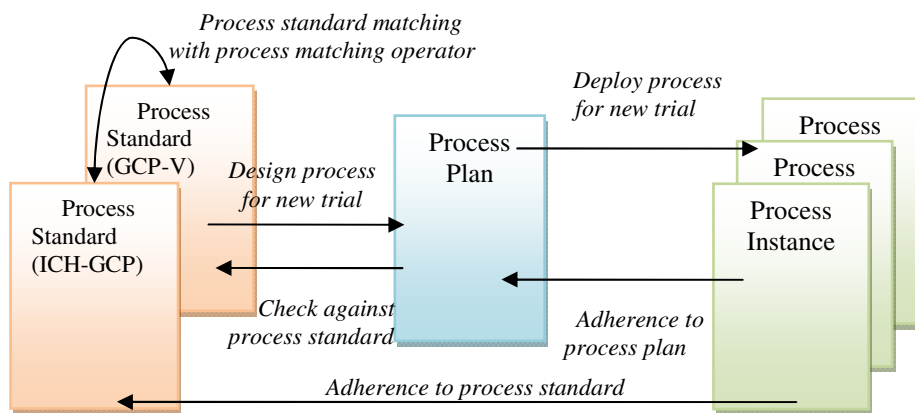 Process standard matching
with process matching operator
Process
Standard
(GCP-V)
Process
Standard
(ICH-GCP)
Design process
for new trial
Check against
process standard
Process
Plan
Deploy process
for new trial
Adherence to
process plan
Process
Process
Process
Instance
Adherence to process standard